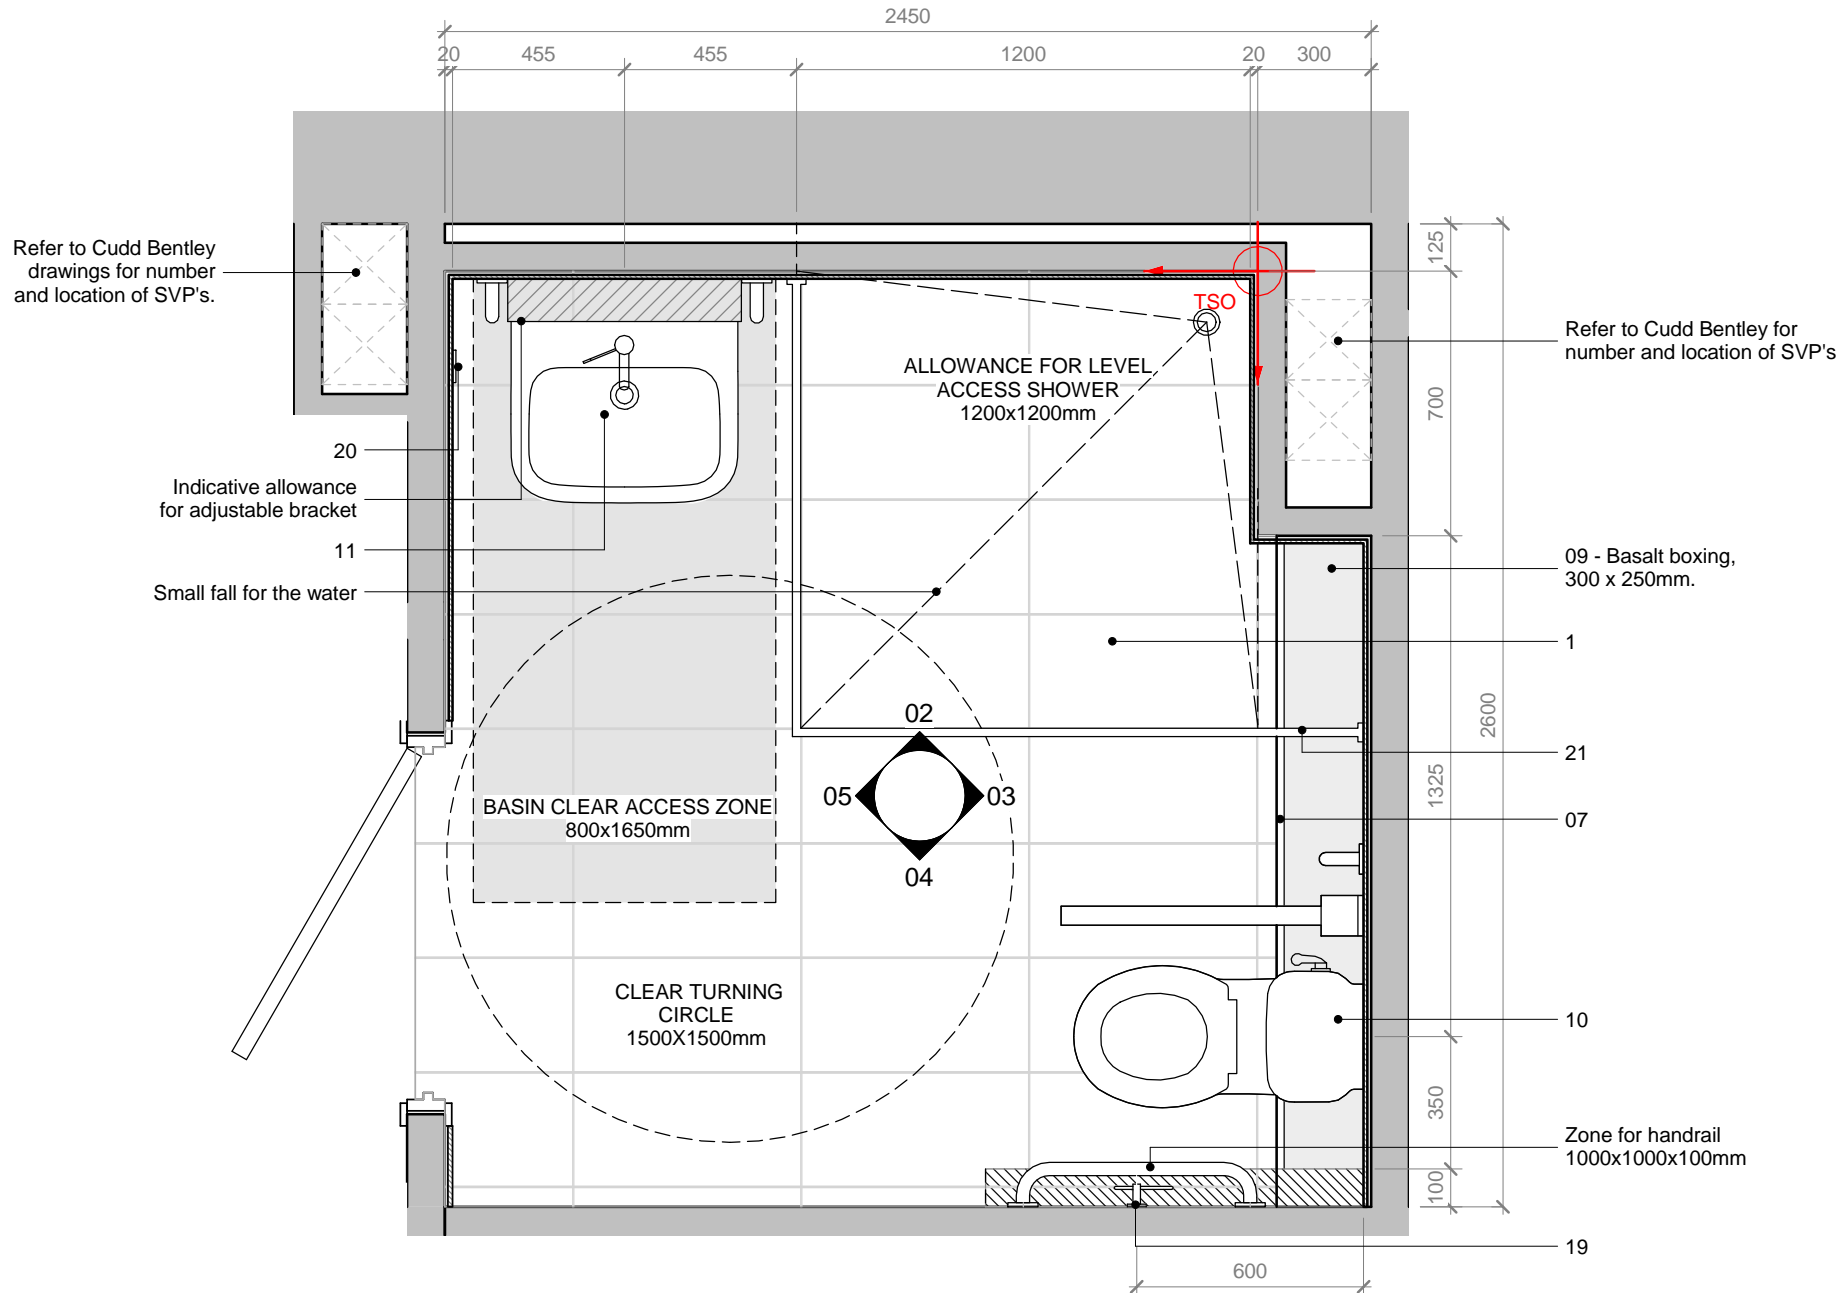 2450
20
455
455
1200
20
300
Refer to Cudd Bentley
drawings for number
and location of SVP's.
125
TSO
Refer to Cudd Bentley for
number and location of SVP's
ALLOWANCE FOR LEVEL
ACCESS SHOWER
1200x1200mm
700
20
Indicative allowance
for adjustable bracket
11
Small fall for the water
09 - Basalt boxing,
300 x 250mm.
1
2600
02
21
1325
05
03
BASIN CLEAR ACCESS ZONE
800x1650mm
07
04
CLEAR TURNING
CIRCLE
1500X1500mm
10
350
Zone for handrail
1000x1000x100mm
100
19
600